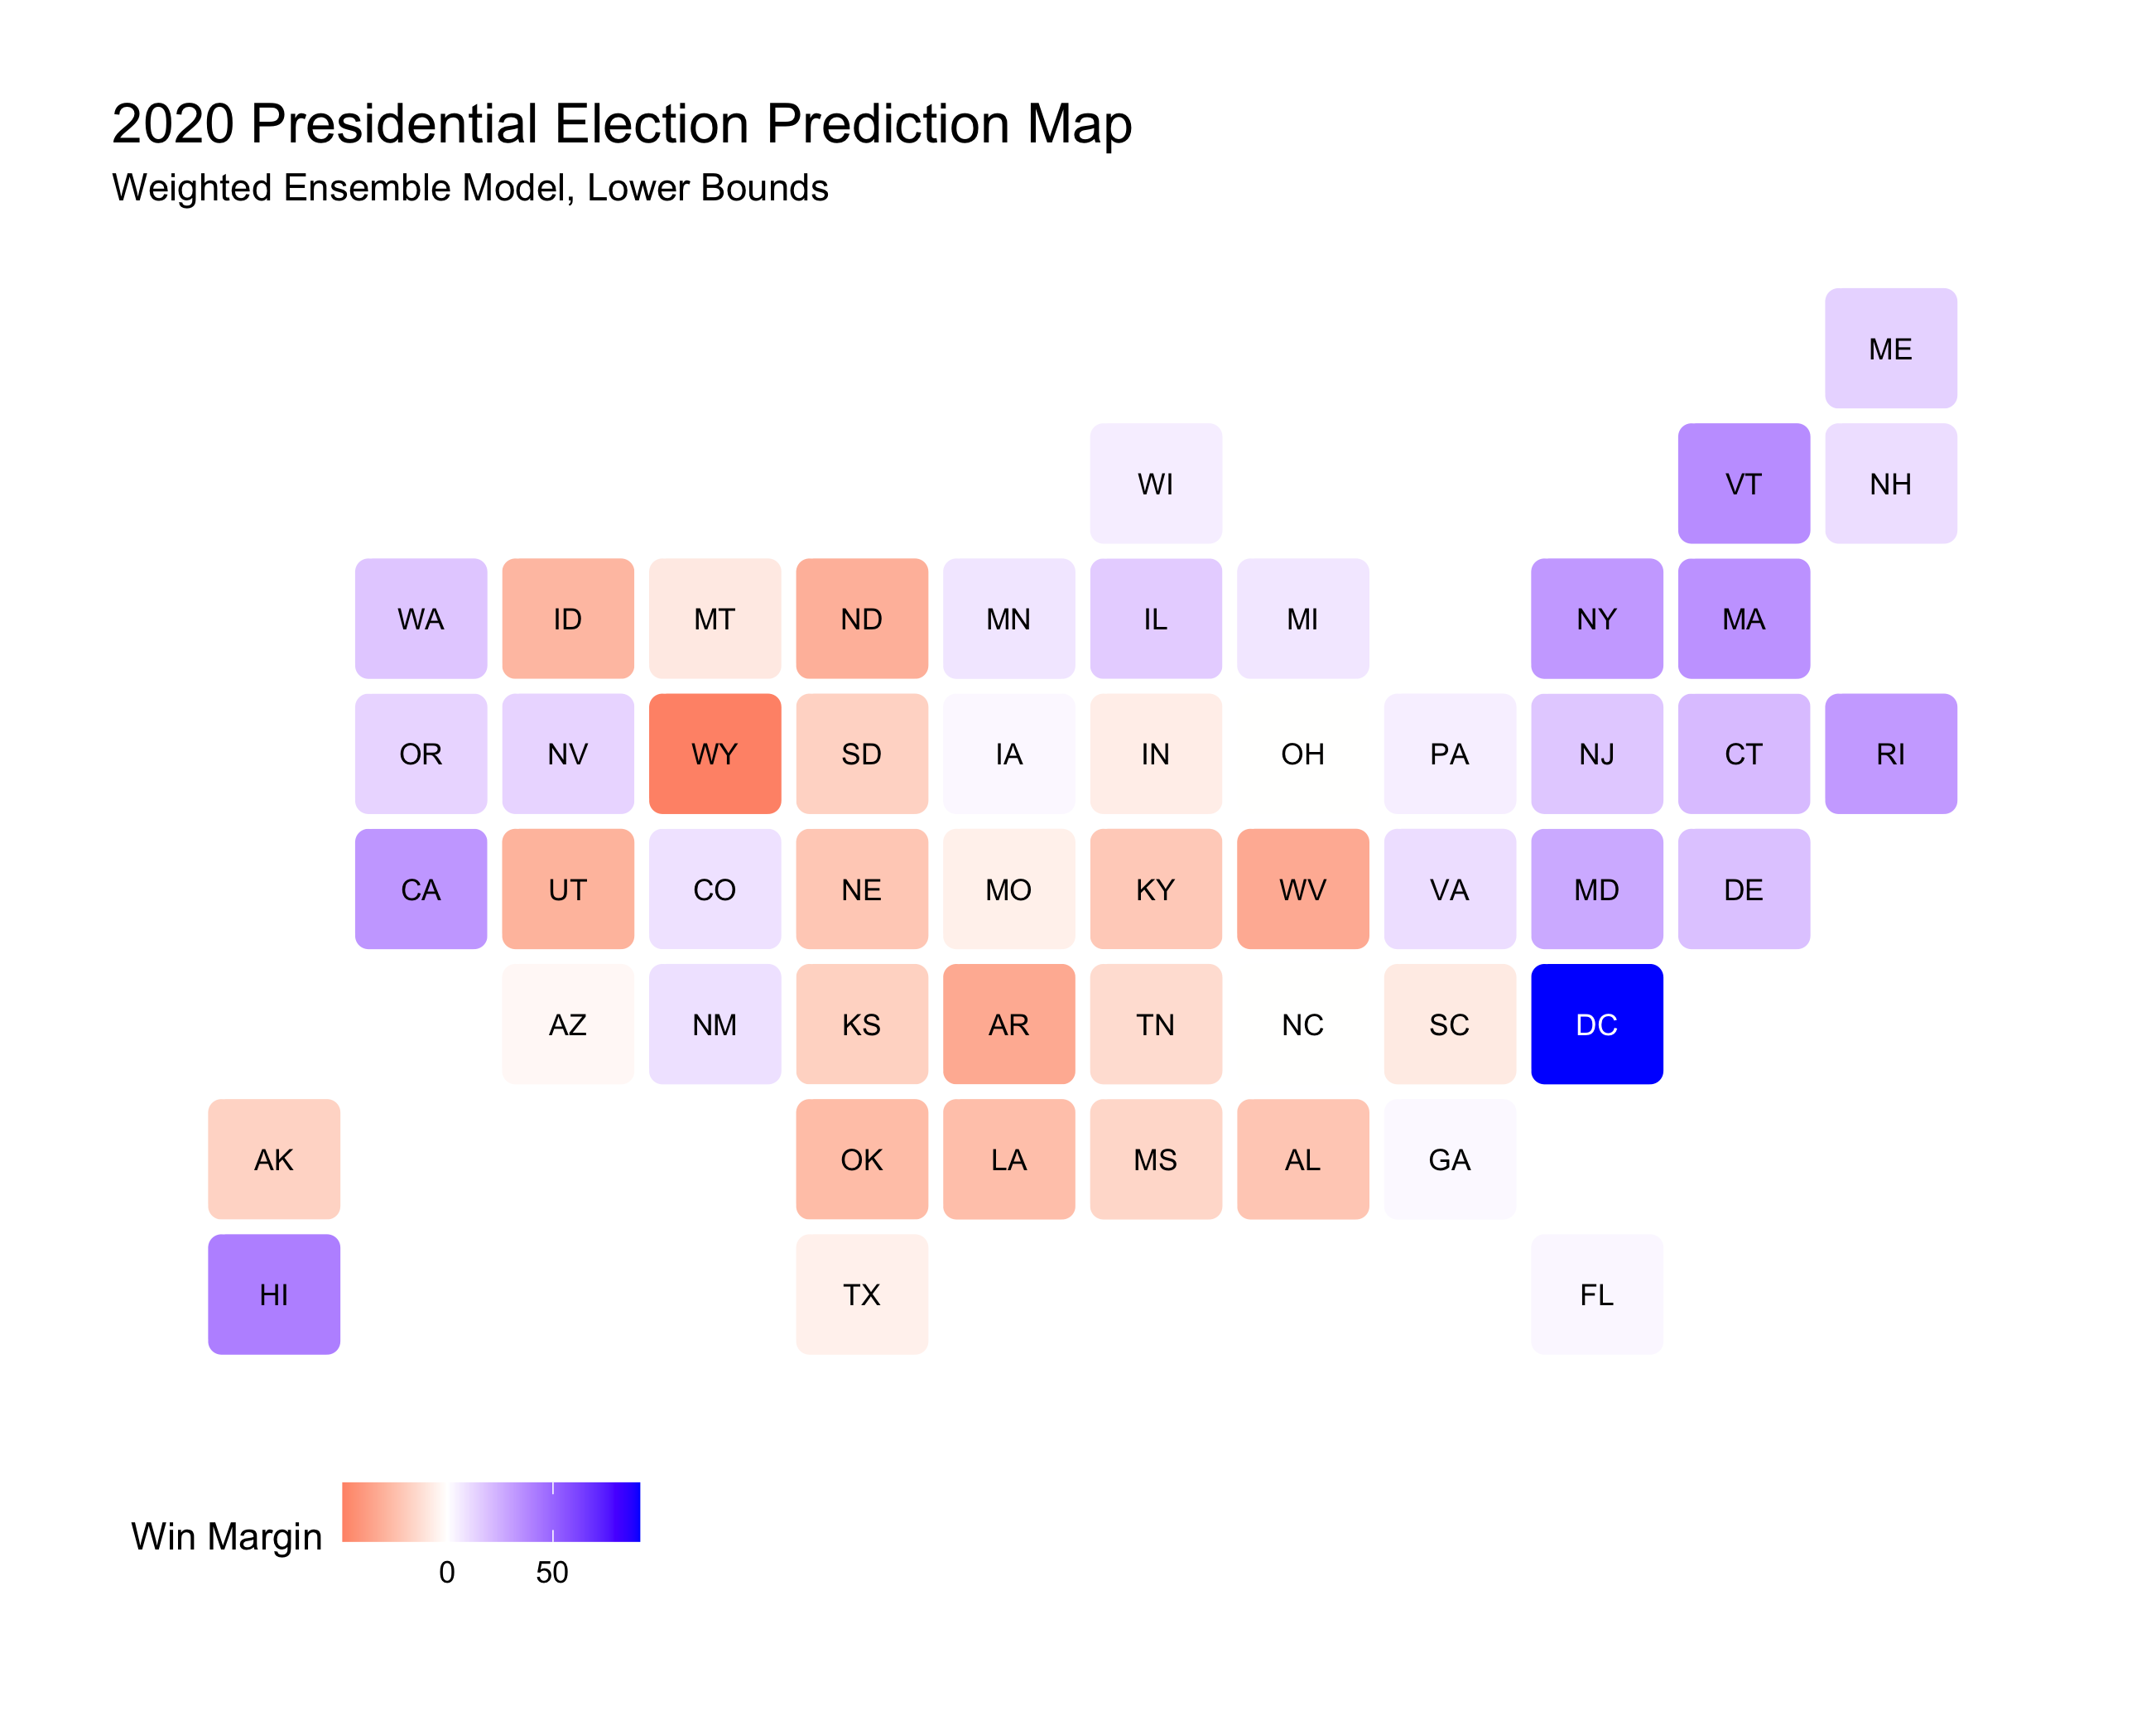 2020 Presidential Election Prediction Map
Weighted Ensemble Model, Lower Bounds
ME
WI VT NH
WA ID MT ND MN IL MI NY MA
OR NV WY SD IA IN OH PA NJ CT RI
CA UT CO NE MO KY WV VA MD DE
AZ NM KS AR TN NC SC DC
AK OK LA MS AL GA
HI TX FL
Win Margin
0 50